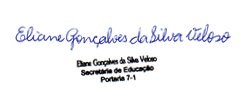 Eliane Gonçalves da Silva Veloso
Eliane Gonçalves da Silva Veloso
Secretária de Educação
Portaria 7-1